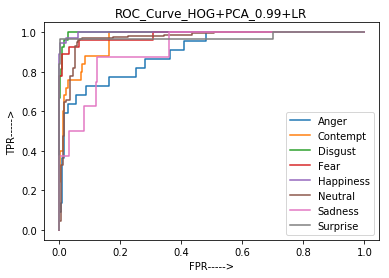 ROC_Curve_HOG+PCA_0.99+LR
TPR----->
1.0
0.8
0.6
0.4
0.2
0.0
Anger
Contempt
Disgust
Fear
Happiness
Neutral
Sadness
Surprise
0.0 0.2 0.4 0.6 0.8 1.0
FPR----->